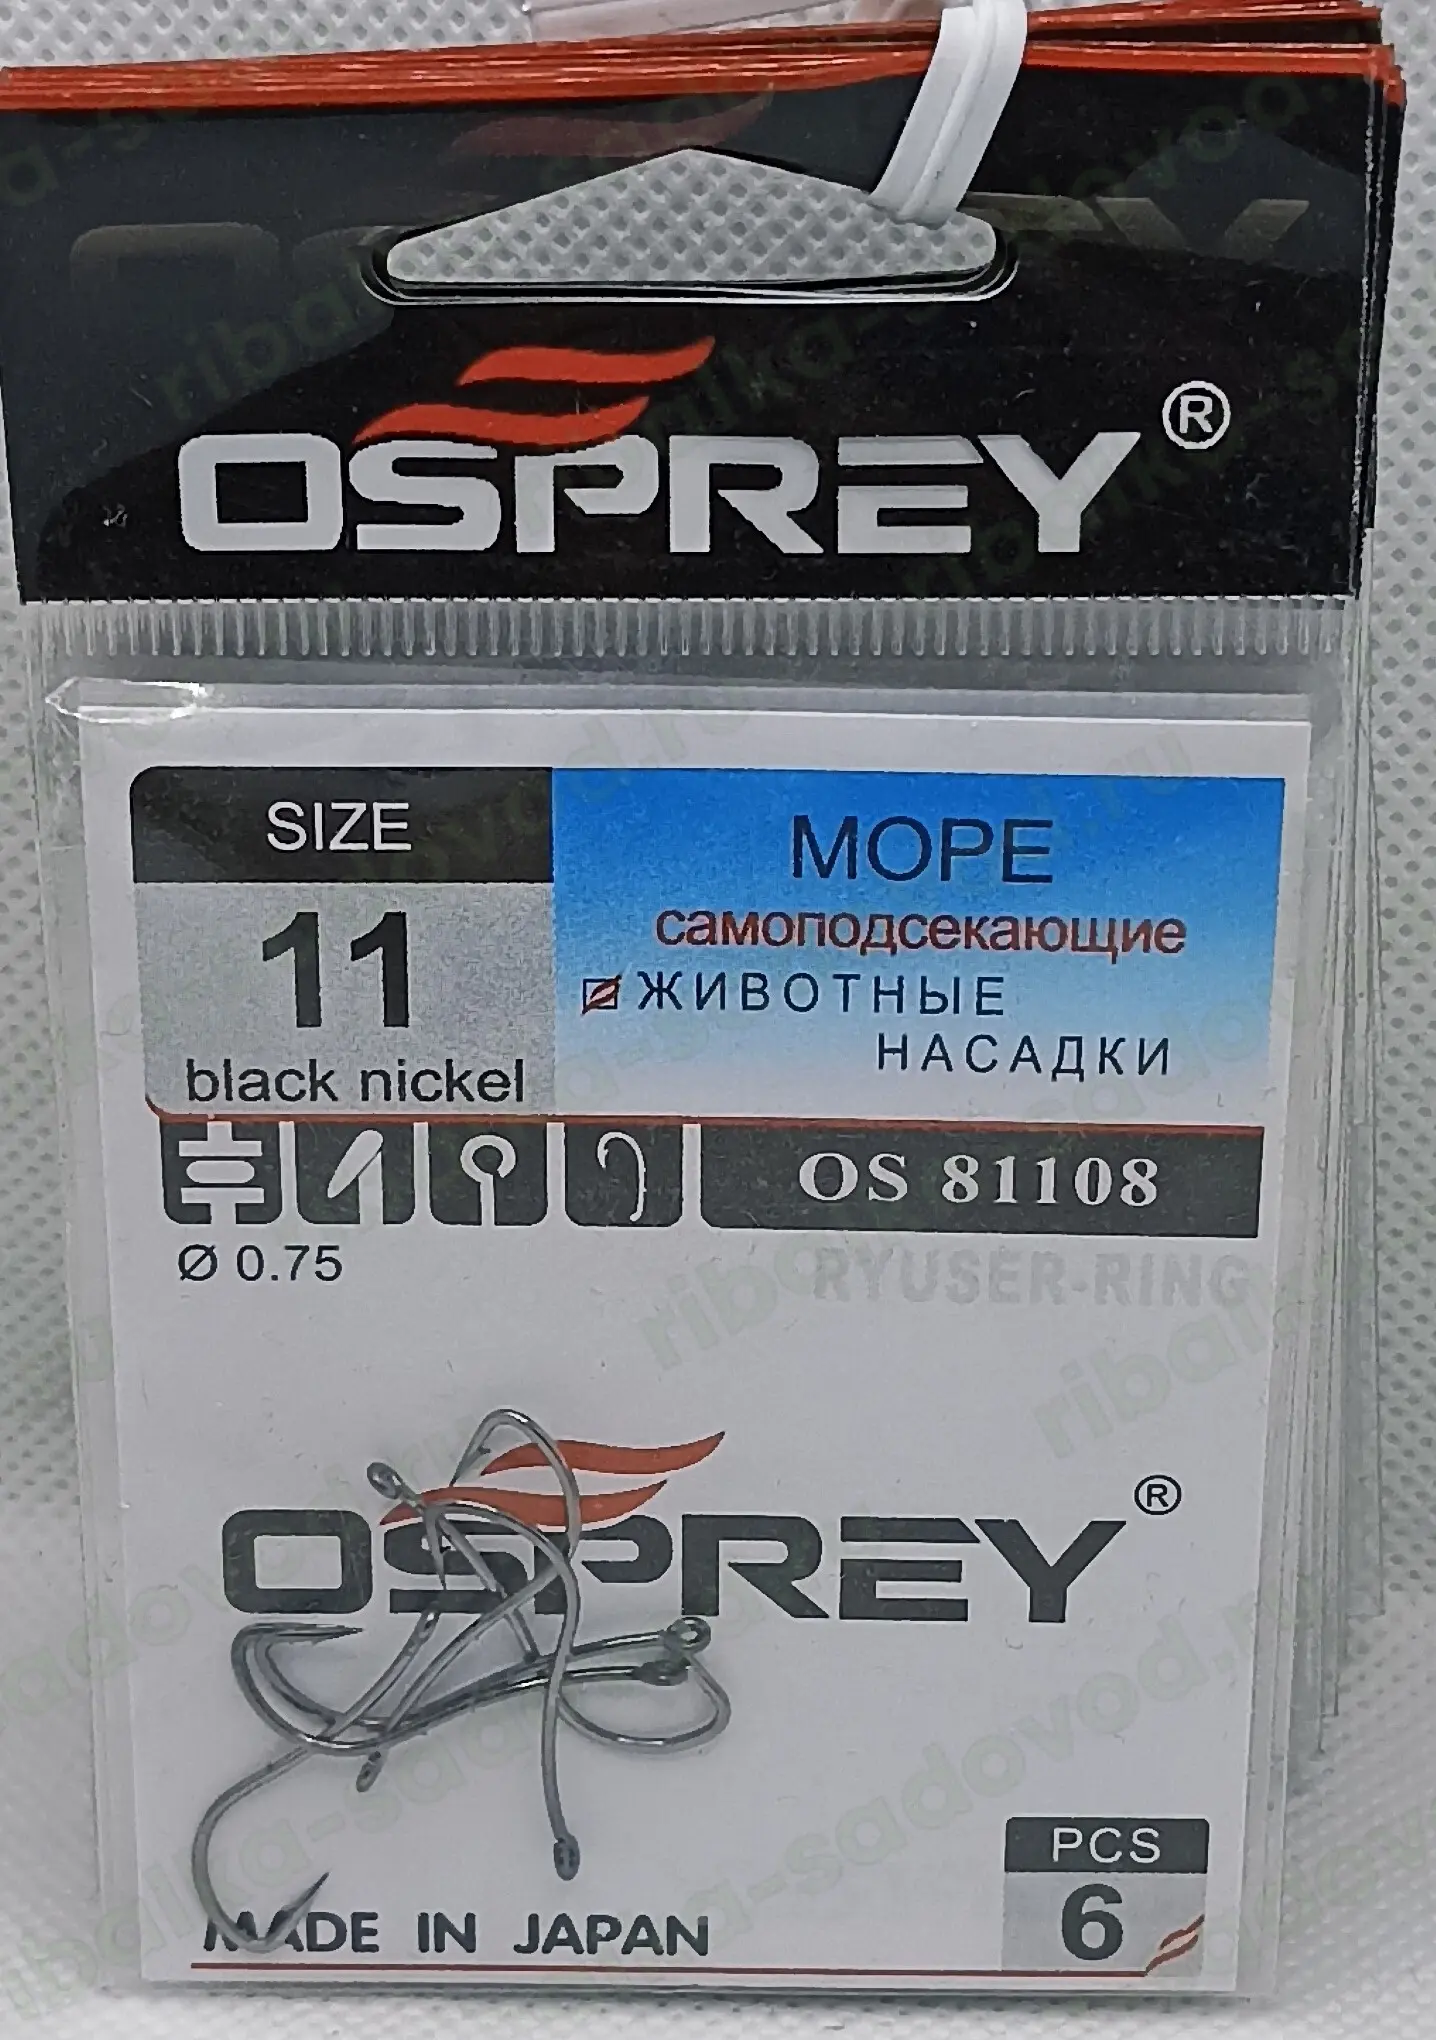 OSPREY®
SIZE
11
black nickel
МОРЕ
самоподсекающие
ЖИВОТНЫЕ
НАСАДКИ
OS 81108
Ø 0.75
RYUSER-RING
OSPREY®
PCS
6
MADE IN JAPAN